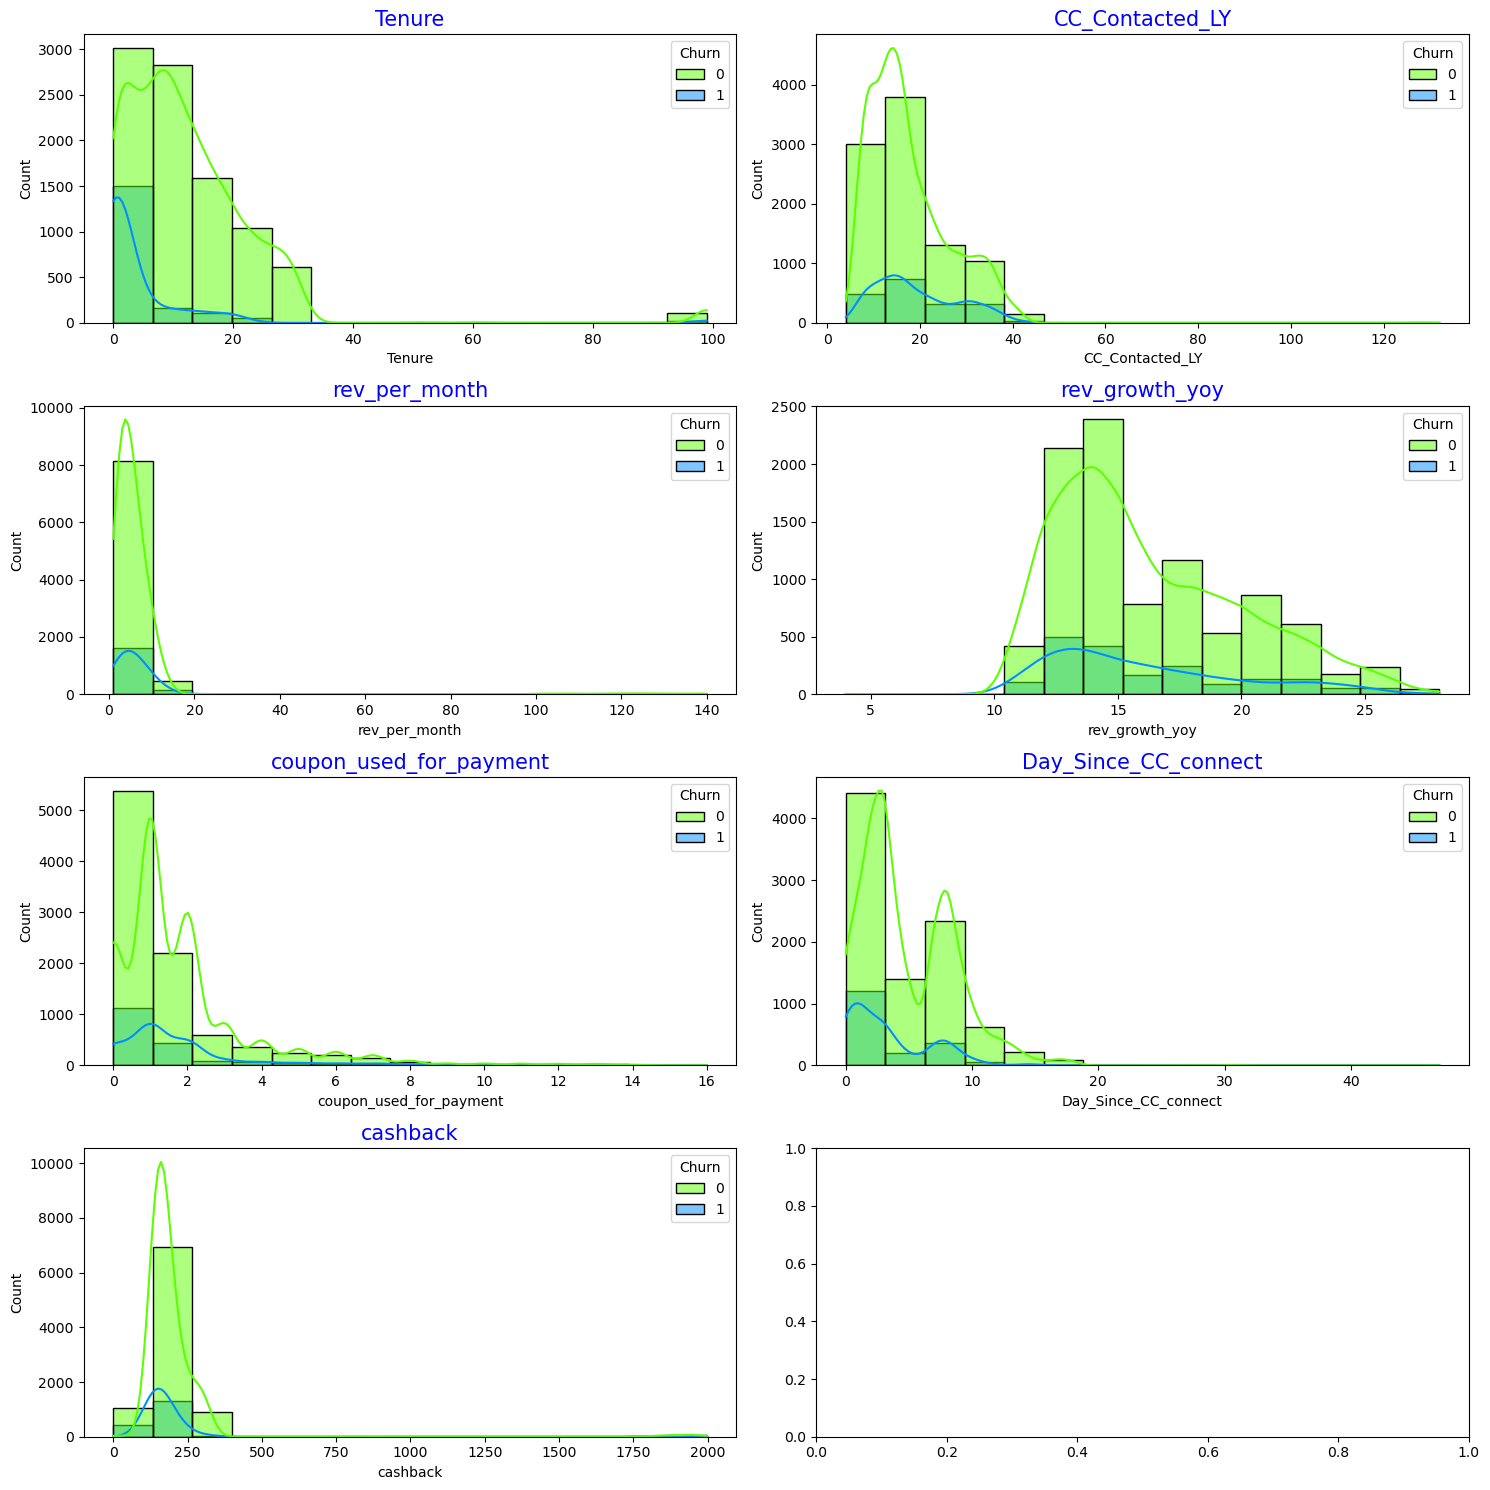 Tenure
CC_Contacted_LY
3000
2500
2000
1500
1000
500
0
Count
Churn
0
1
0 20 40 60 80 100
Tenure
4000
3000
2000
1000
0
Count
Churn
0
1
0 20 40 60 80 100 120
CC_Contacted_LY
rev_per_month
rev_growth_yoy
10000
8000
6000
4000
2000
0
Count
Churn
0
1
0 20 40 60 80 100 120 140
rev_per_month
2500
2000
1500
1000
500
0
Count
Churn
0
1
5 10 15 20 25
rev_growth_yoy
coupon_used_for_payment
Day_Since_CC_connect
5000
4000
3000
2000
1000
0
Count
Churn
0
1
0 2 4 6 8 10 12 14 16
coupon_used_for_payment
4000
3000
2000
1000
0
Count
Churn
0
1
0 10 20 30 40
Day_Since_CC_connect
cashback
10000
8000
6000
4000
2000
0
Count
Churn
0
1
0 250 500 750 1000 1250 1500 1750 2000
cashback
1.0
0.8
0.6
0.4
0.2
0.0
0.0 0.2 0.4 0.6 0.8 1.0